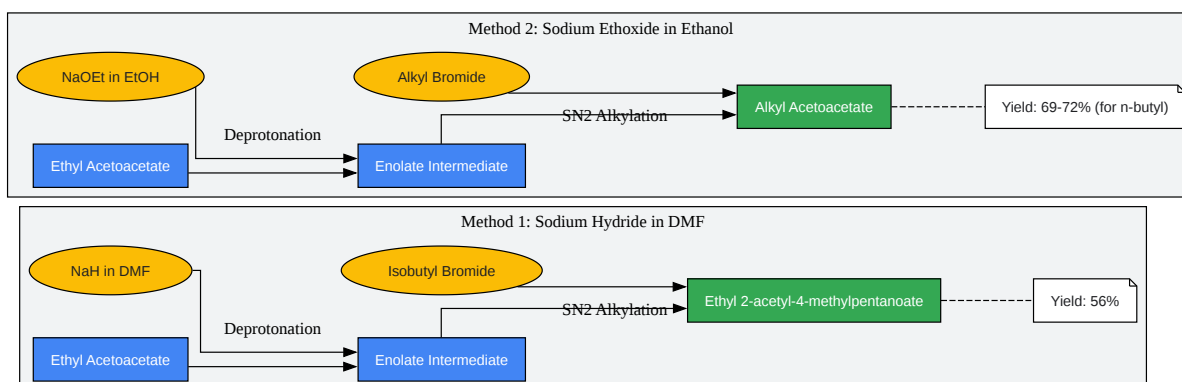 Method 2: Sodium Ethoxide in Ethanol
NaOEt in EtOH
Alkyl Bromide
Alkyl Acetoacetate
Yield: 69-72% (for n-butyl)
SN2 Alkylation
Deprotonation
Ethyl Acetoacetate
Enolate Intermediate
Method 1: Sodium Hydride in DMF
NaH in DMF
Isobutyl Bromide
Ethyl 2-acetyl-4-methylpentanoate
Yield: 56%
SN2 Alkylation
Deprotonation
Ethyl Acetoacetate
Enolate Intermediate